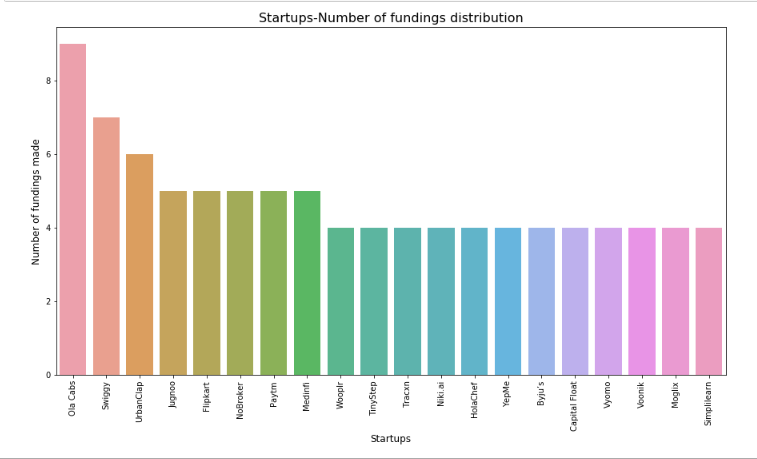 Startups-Number of fundings distribution
Number of fundings made
8
6
4
2
0
Ola Cabs
Swiggy
UrbanClap
Jugnoo
Flipkart
NoBroker
Paytm
Medinfi
Wooplr
TinyStep
Tracxn
Niki.ai
HolaChef
YepMe
Byju’s
Capital Float
Vyomo
Voonik
Moglix
Simplilearn
Startups